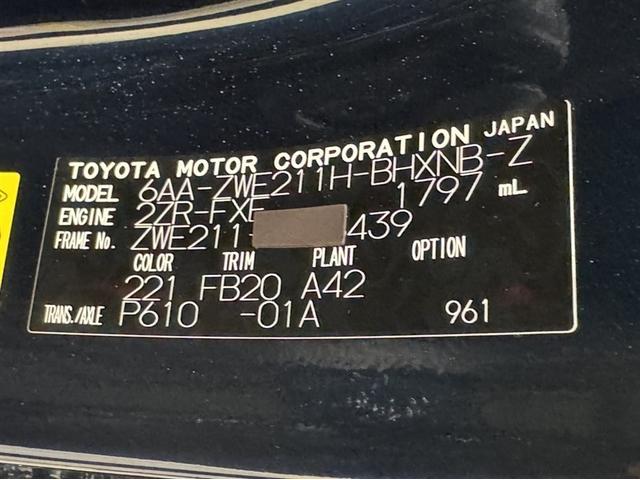 TOYOTA MOTOR CORPORATION JAPAN
MODEL 6AA-ZWE211H-BHXNB-Z
ENGINE 2ZR-FXE 1797 mL
FRAME No. ZWE211- 439
COLOR TRIM PLANT OPTION
221 FB20 A42
TRANS./AXLE P610 -01A 961